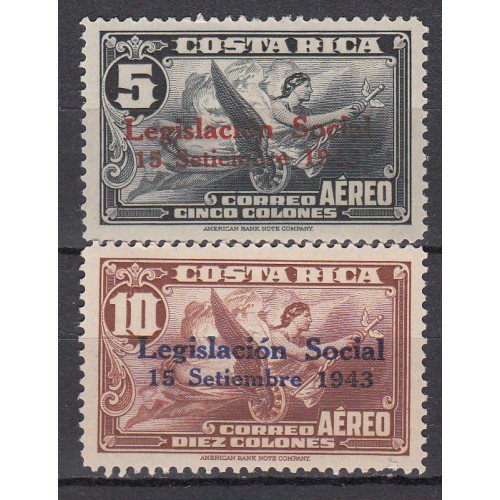 COSTA RICA
5
Legislación Social
15 Setiembre 19
CORREO AÉREO
CINCO COLONES
AMERICAN BANK NOTE COMPANY.
COSTA RICA
10
Legislación Social
15 Setiembre 1943
CORREO AÉREO
DIEZ COLONES
AMERICAN BANK NOTE COMPANY.